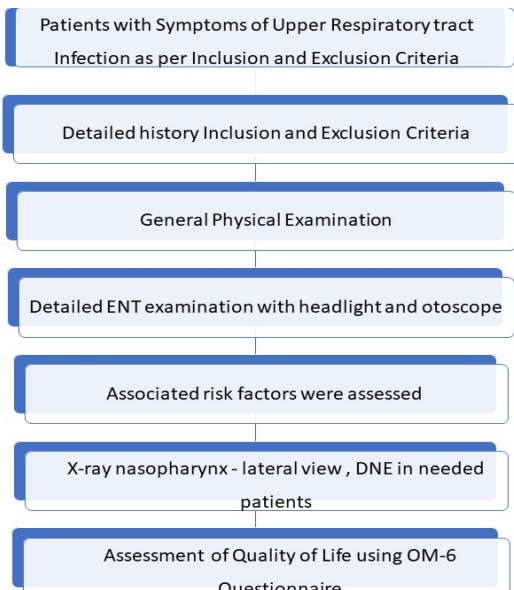 Patients with Symptoms of Upper Respiratory tract
Infection as per Inclusion and Exclusion Criteria
Detailed history Inclusion and Exclusion Criteria
General Physical Examination
Detailed ENT examination with headlight and otoscope
Associated risk factors were assessed
X-ray nasopharynx - lateral view , DNE in needed
patients
Assessment of Quality of Life using OM-6
Questionnaire